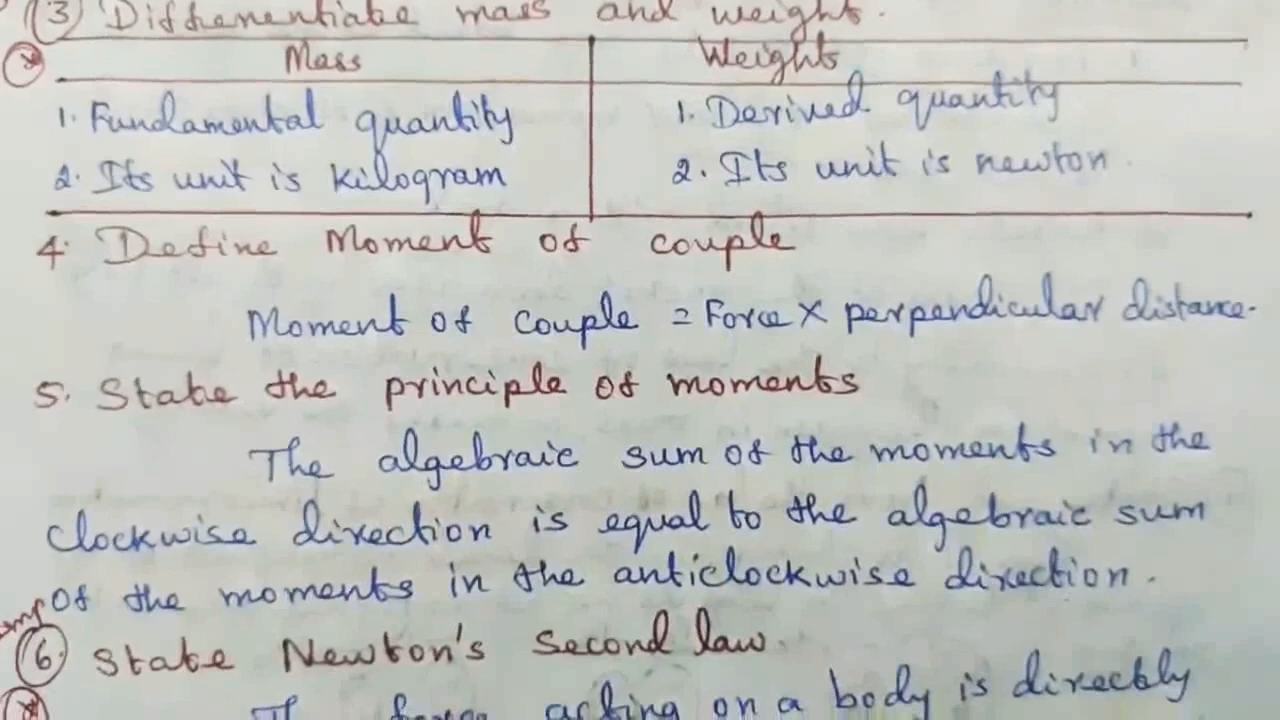 (3) Differentiate mass and weight.
Mass Weights
1. Fundamental quantity 1. Derived quantity
2. Its unit is kilogram 2. Its unit is newton.
4. Define Moment of couple
Moment of couple = Force × perpendicular distance.
5. State the principle of moments
The algebraic sum of the moments in the
clockwise direction is equal to the algebraic sum
of the moments in the anticlockwise direction.
(6) State Newton's second law.
acting on a body is directly